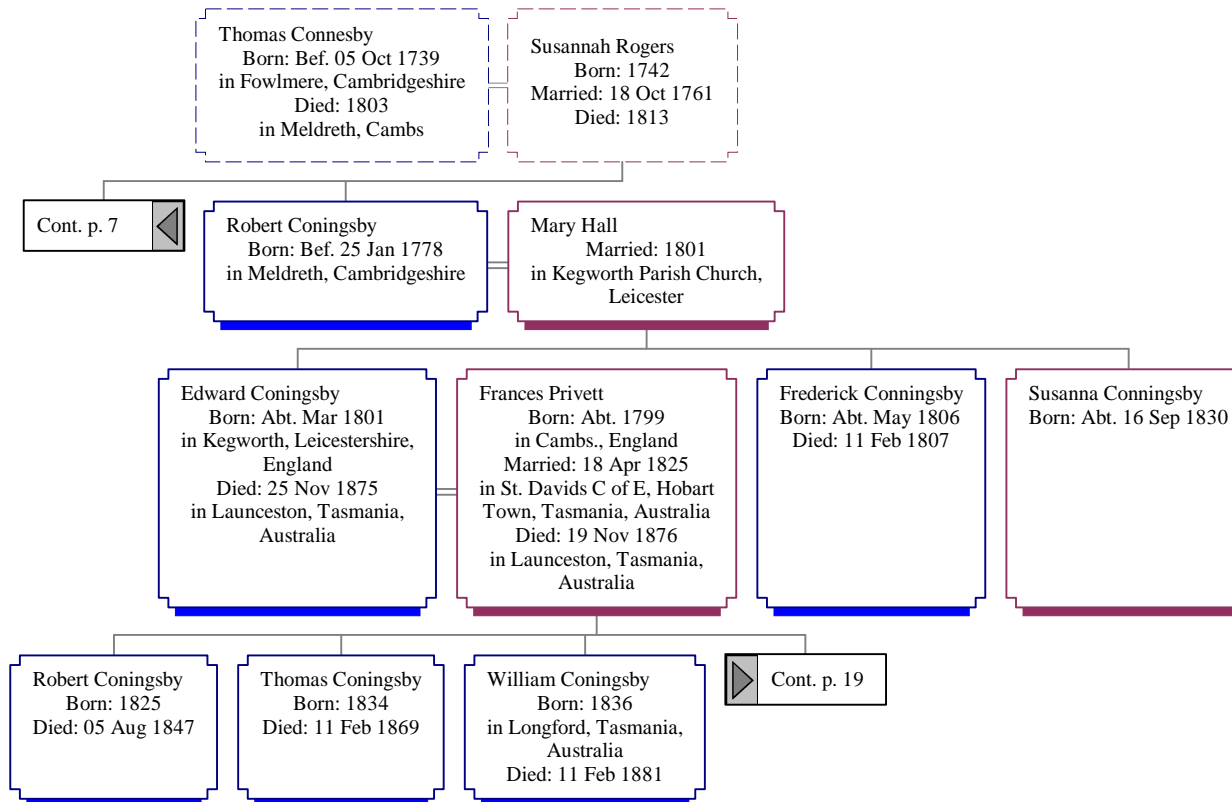 Thomas Connesby
Born: Bef. 05 Oct 1739
in Fowlmere, Cambridgeshire
Died: 1803
in Meldreth, Cambs
Susannah Rogers
Born: 1742
Married: 18 Oct 1761
Died: 1813
Cont. p. 7
Robert Coningsby
Born: Bef. 25 Jan 1778
in Meldreth, Cambridgeshire
Mary Hall
Married: 1801
in Kegworth Parish Church,
Leicester
Edward Coningsby
Born: Abt. Mar 1801
in Kegworth, Leicestershire,
England
Died: 25 Nov 1875
in Launceston, Tasmania,
Australia
Frances Privett
Born: Abt. 1799
in Cambs., England
Married: 18 Apr 1825
in St. Davids C of E, Hobart
Town, Tasmania, Australia
Died: 19 Nov 1876
in Launceston, Tasmania,
Australia
Frederick Conningsby
Born: Abt. May 1806
Died: 11 Feb 1807
Susanna Conningsby
Born: Abt. 16 Sep 1830
Robert Coningsby
Born: 1825
Died: 05 Aug 1847
Thomas Coningsby
Born: 1834
Died: 11 Feb 1869
William Coningsby
Born: 1836
in Longford, Tasmania,
Australia
Died: 11 Feb 1881
Cont. p. 19